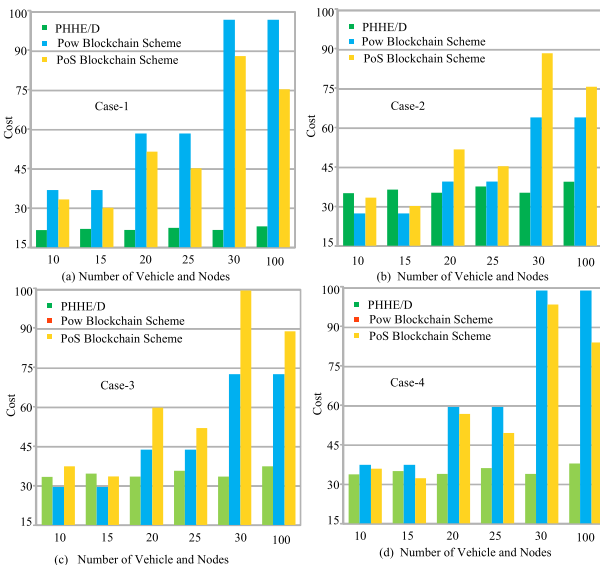 100
90
75
60
45
30
15
Cost
PHHE/D
Pow Blockchain Scheme
PoS Blockchain Scheme
Case-1
10 15 20 25 30 100
(a) Number of Vehicle and Nodes
100
90
75
60
45
30
15
Cost
PHHE/D
Pow Blockchain Scheme
PoS Blockchain Scheme
Case-2
10 15 20 25 30 100
(b) Number of Vehicle and Nodes
100
90
75
60
45
30
15
Cost
PHHE/D
Pow Blockchain Scheme
PoS Blockchain Scheme
Case-3
10 15 20 25 30 100
(c) Number of Vehicle and Nodes
100
90
75
60
45
30
15
Cost
PHHE/D
Pow Blockchain Scheme
PoS Blockchain Scheme
Case-4
10 15 20 25 30 100
(d) Number of Vehicle and Nodes